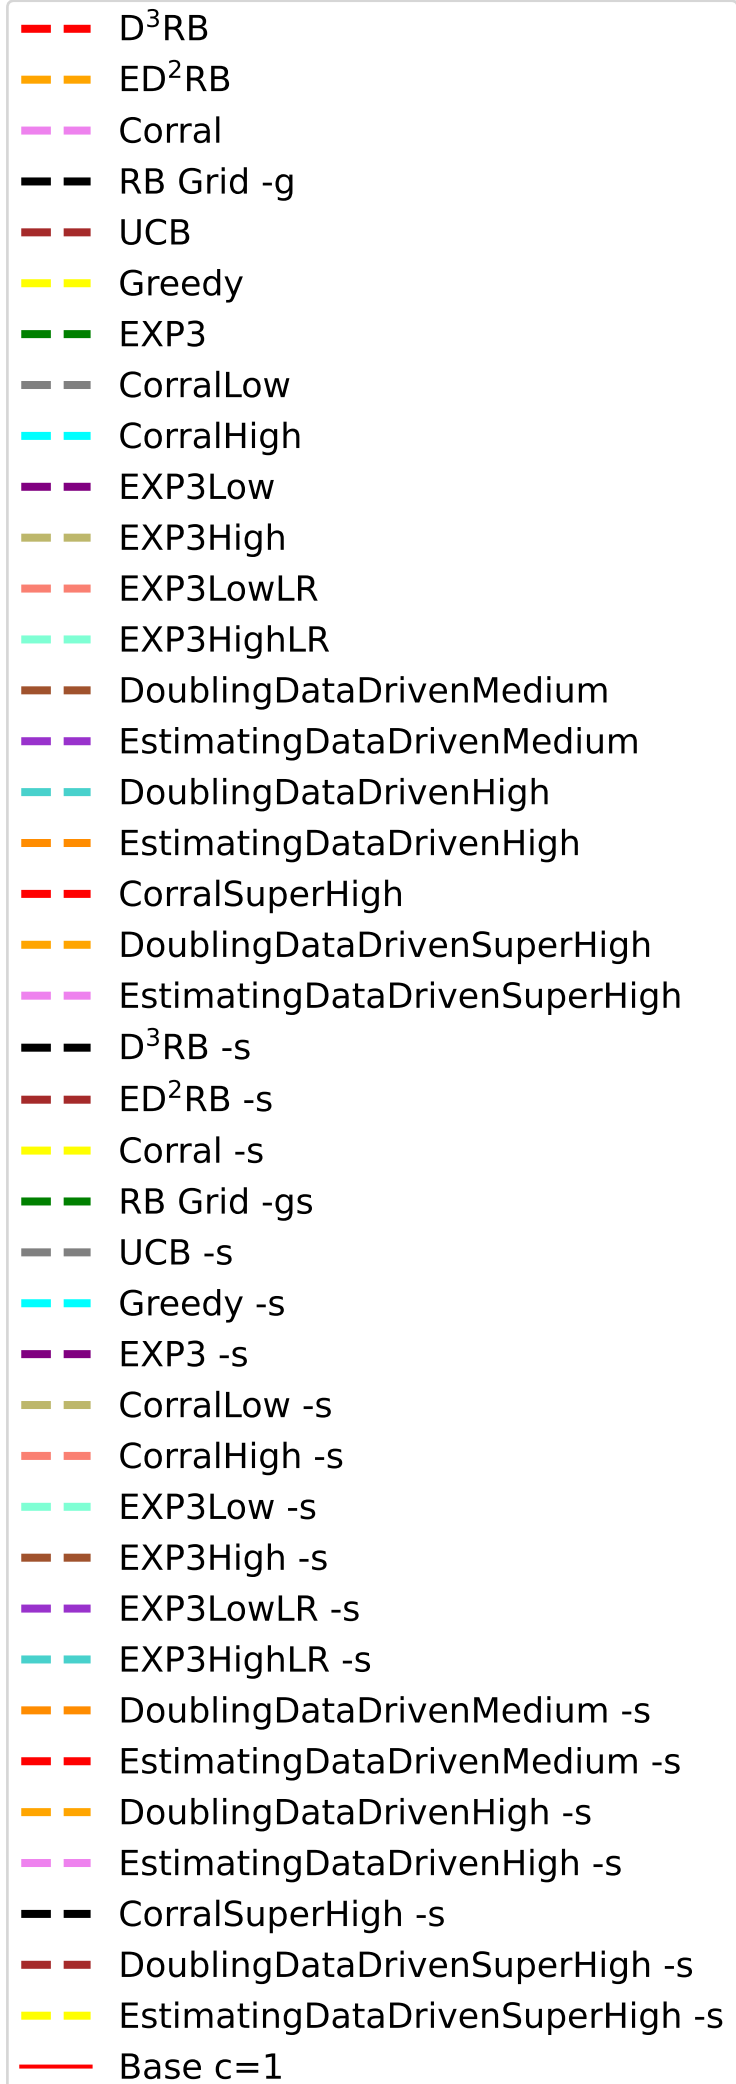 D³RB
ED²RB
Corral
RB Grid -g
UCB
Greedy
EXP3
CorralLow
CorralHigh
EXP3Low
EXP3High
EXP3LowLR
EXP3HighLR
DoublingDataDrivenMedium
EstimatingDataDrivenMedium
DoublingDataDrivenHigh
EstimatingDataDrivenHigh
CorralSuperHigh
DoublingDataDrivenSuperHigh
EstimatingDataDrivenSuperHigh
D³RB -s
ED²RB -s
Corral -s
RB Grid -gs
UCB -s
Greedy -s
EXP3 -s
CorralLow -s
CorralHigh -s
EXP3Low -s
EXP3High -s
EXP3LowLR -s
EXP3HighLR -s
DoublingDataDrivenMedium -s
EstimatingDataDrivenMedium -s
DoublingDataDrivenHigh -s
EstimatingDataDrivenHigh -s
CorralSuperHigh -s
DoublingDataDrivenSuperHigh -s
EstimatingDataDrivenSuperHigh -s
Base c=1